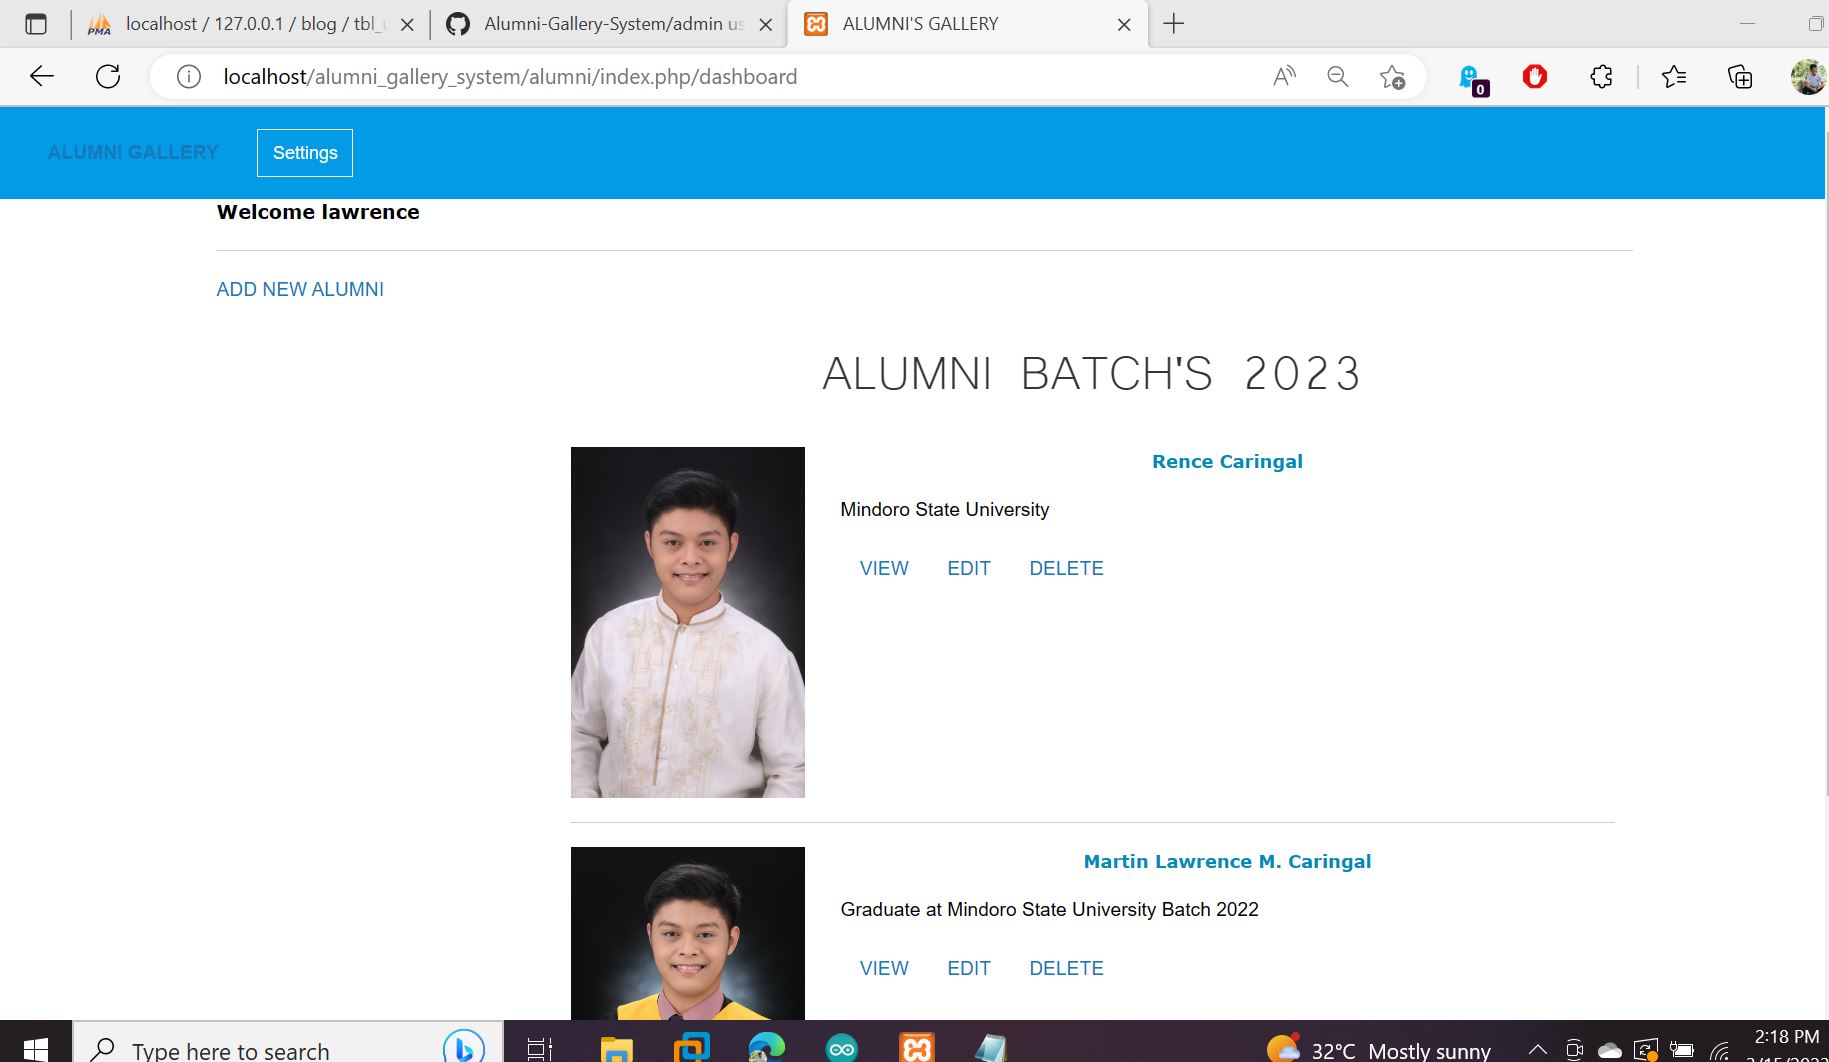 localhost / 127.0.0.1 / blog / tbl_
Alumni-Gallery-System/admin us
ALUMNI'S GALLERY
localhost/alumni_gallery_system/alumni/index.php/dashboard
0
ALUMNI GALLERY
Settings
Welcome lawrence
ADD NEW ALUMNI
ALUMNI BATCH'S 2023
Rence Caringal
Mindoro State University
VIEW EDIT DELETE
Martin Lawrence M. Caringal
Graduate at Mindoro State University Batch 2022
VIEW EDIT DELETE
Type here to search
32°C Mostly sunny
2:18 PM